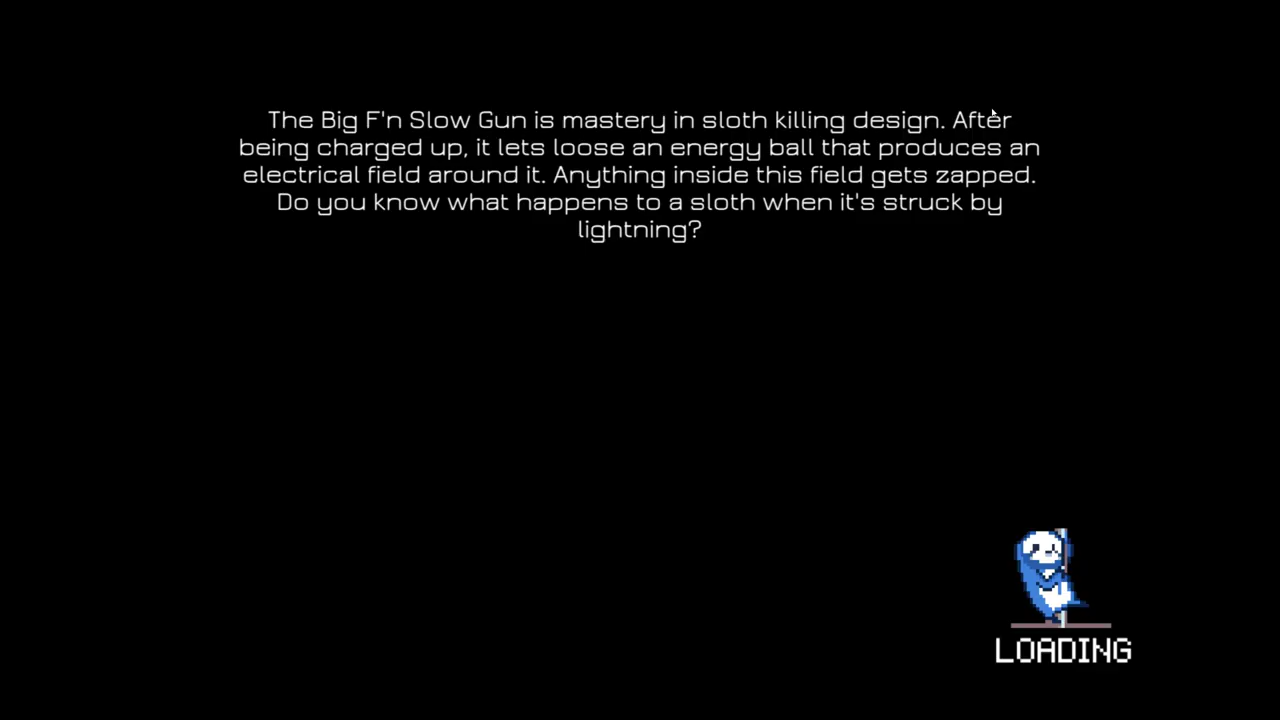 The Big F'n Slow Gun is mastery in sloth killing design. After
being charged up, it lets loose an energy ball that produces an
electrical field around it. Anything inside this field gets zapped.
Do you know what happens to a sloth when it's struck by
lightning?
LOADING